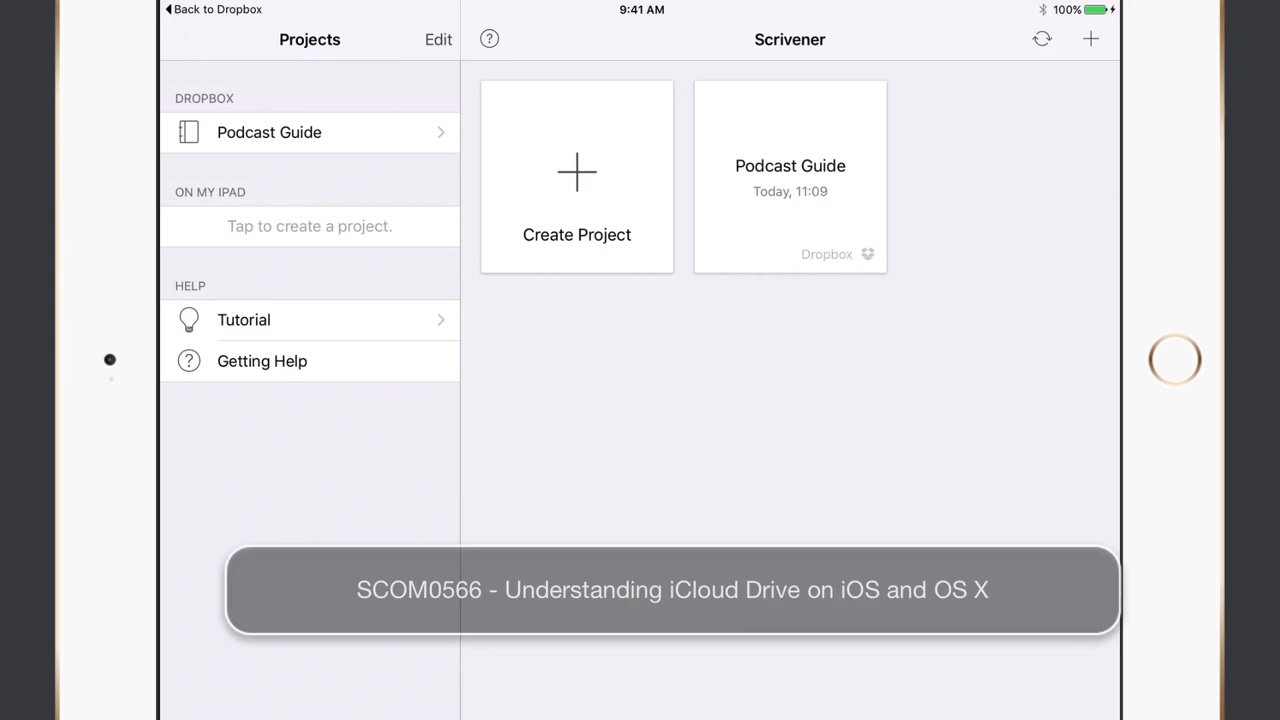 Back to Dropbox
9:41 AM
100%
Projects
Edit
Scrivener
DROPBOX
Podcast Guide
ON MY IPAD
Tap to create a project.
HELP
Tutorial
Getting Help
Create Project
Podcast Guide
Today, 11:09
Dropbox
SCOM0566 - Understanding iCloud Drive on iOS and OS X